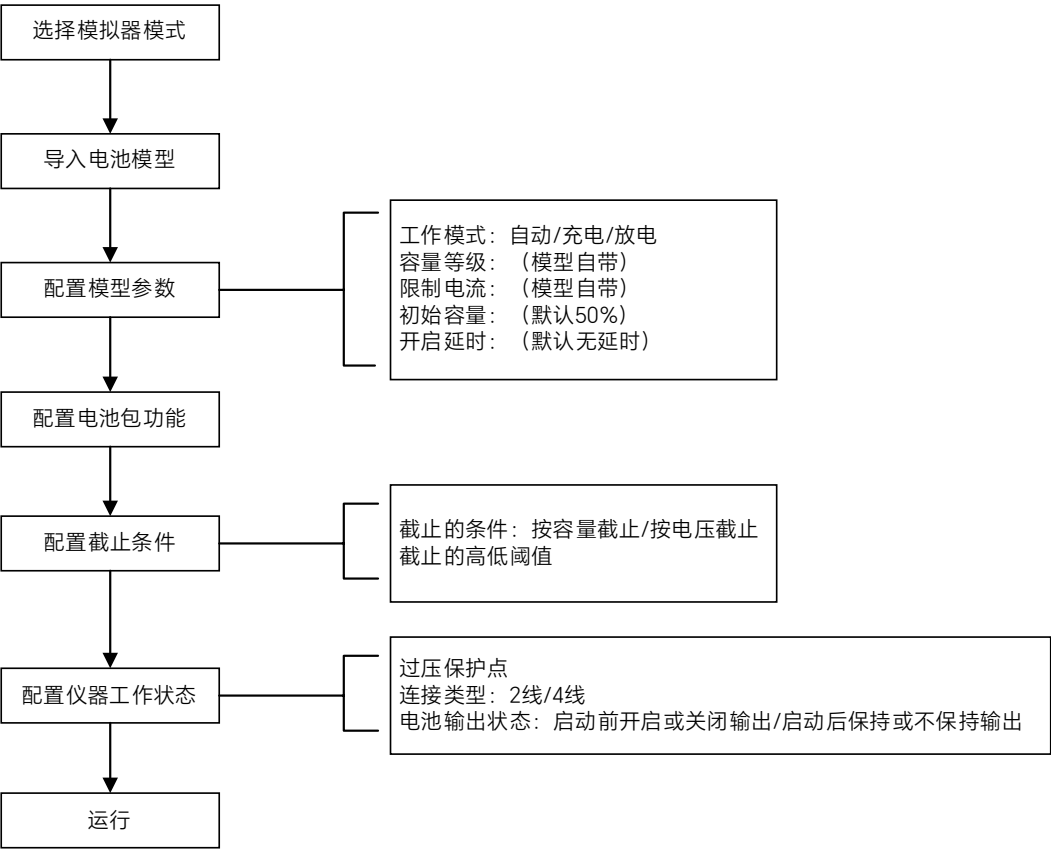 选择模拟器模式
导入电池模型
配置模型参数
工作模式：自动/充电/放电
容量等级：（模型自带）
限制电流：（模型自带）
初始容量：（默认50%）
开启延时：（默认无延时）
配置电池包功能
配置截止条件
截止的条件：按容量截止/按电压截止
截止的高低阈值
配置仪器工作状态
过压保护点
连接类型：2线/4线
电池输出状态：启动前开启或关闭输出/启动后保持或不保持输出
运行